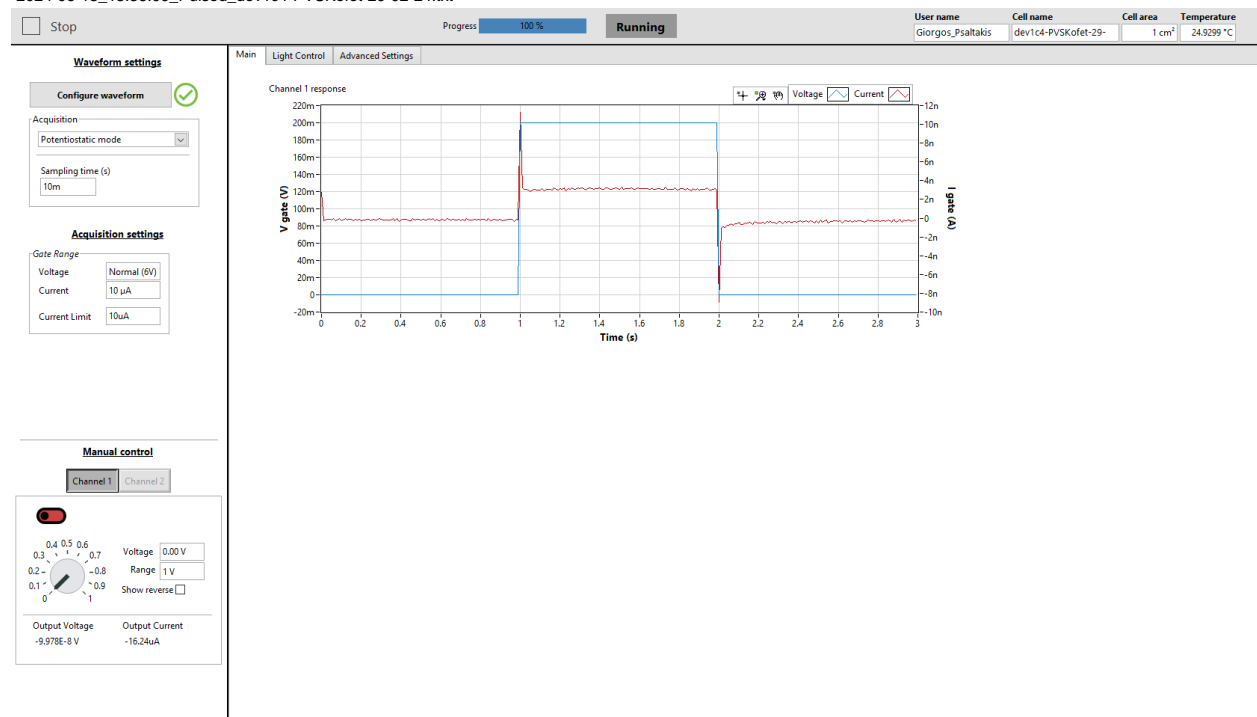 Stop
Progress
100 %
Running
User name
Cell name
Cell area
Temperature
Giorgos_Psaltakis
dev1c4-PVSKofet-29-
1 cm²
24.9299 °C
Waveform settings
Configure waveform
Acquisition
Potentiostatic mode
Sampling time (s)
10m
Acquisition settings
Gate Range
Voltage
Normal (6V)
Current
10 µA
Current Limit
10uA
Manual control
Channel 1
Channel 2
0.4 0.5 0.6
0.3
0.7
0.2
0.8
0.1
0.9
0
1
Voltage
0.00 V
Range
1 V
Show reverse
Output Voltage
Output Current
-9.978E-8 V
-16.24uA
Main
Light Control
Advanced Settings
Channel 1 response
Voltage
Current
V gate (V)
220m
200m
180m
160m
140m
120m
100m
80m
60m
40m
20m
0
-20m
0 0.2 0.4 0.6 0.8 1 1.2 1.4 1.6 1.8 2 2.2 2.4 2.6 2.8 3
Time (s)
12n
10n
8n
6n
4n
2n
0
-2n
-4n
-6n
-8n
-10n
I gate (A)